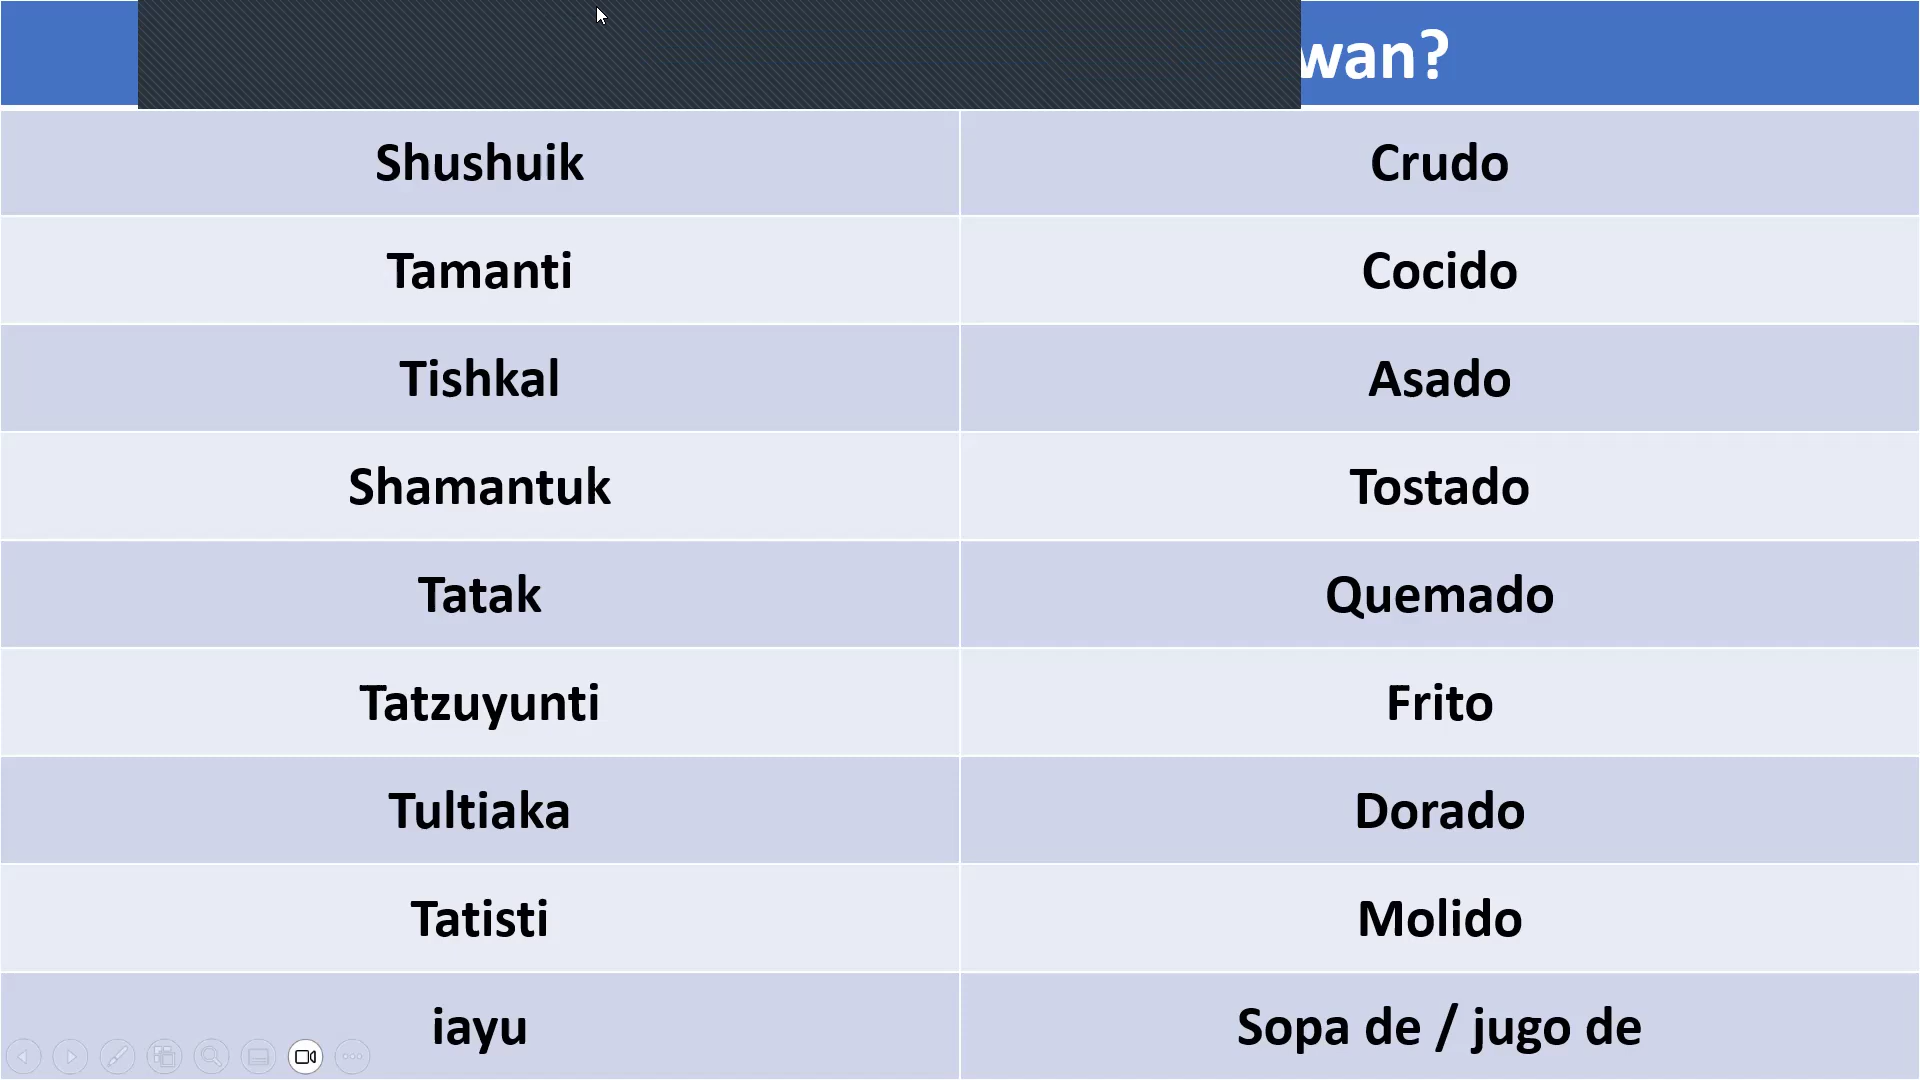 wan?
Shushuik Crudo
Tamanti Cocido
Tishkal Asado
Shamantuk Tostado
Tatak Quemado
Tatzuyunti Frito
Tultiaka Dorado
Tatisti Molido
iayu Sopa de / jugo de